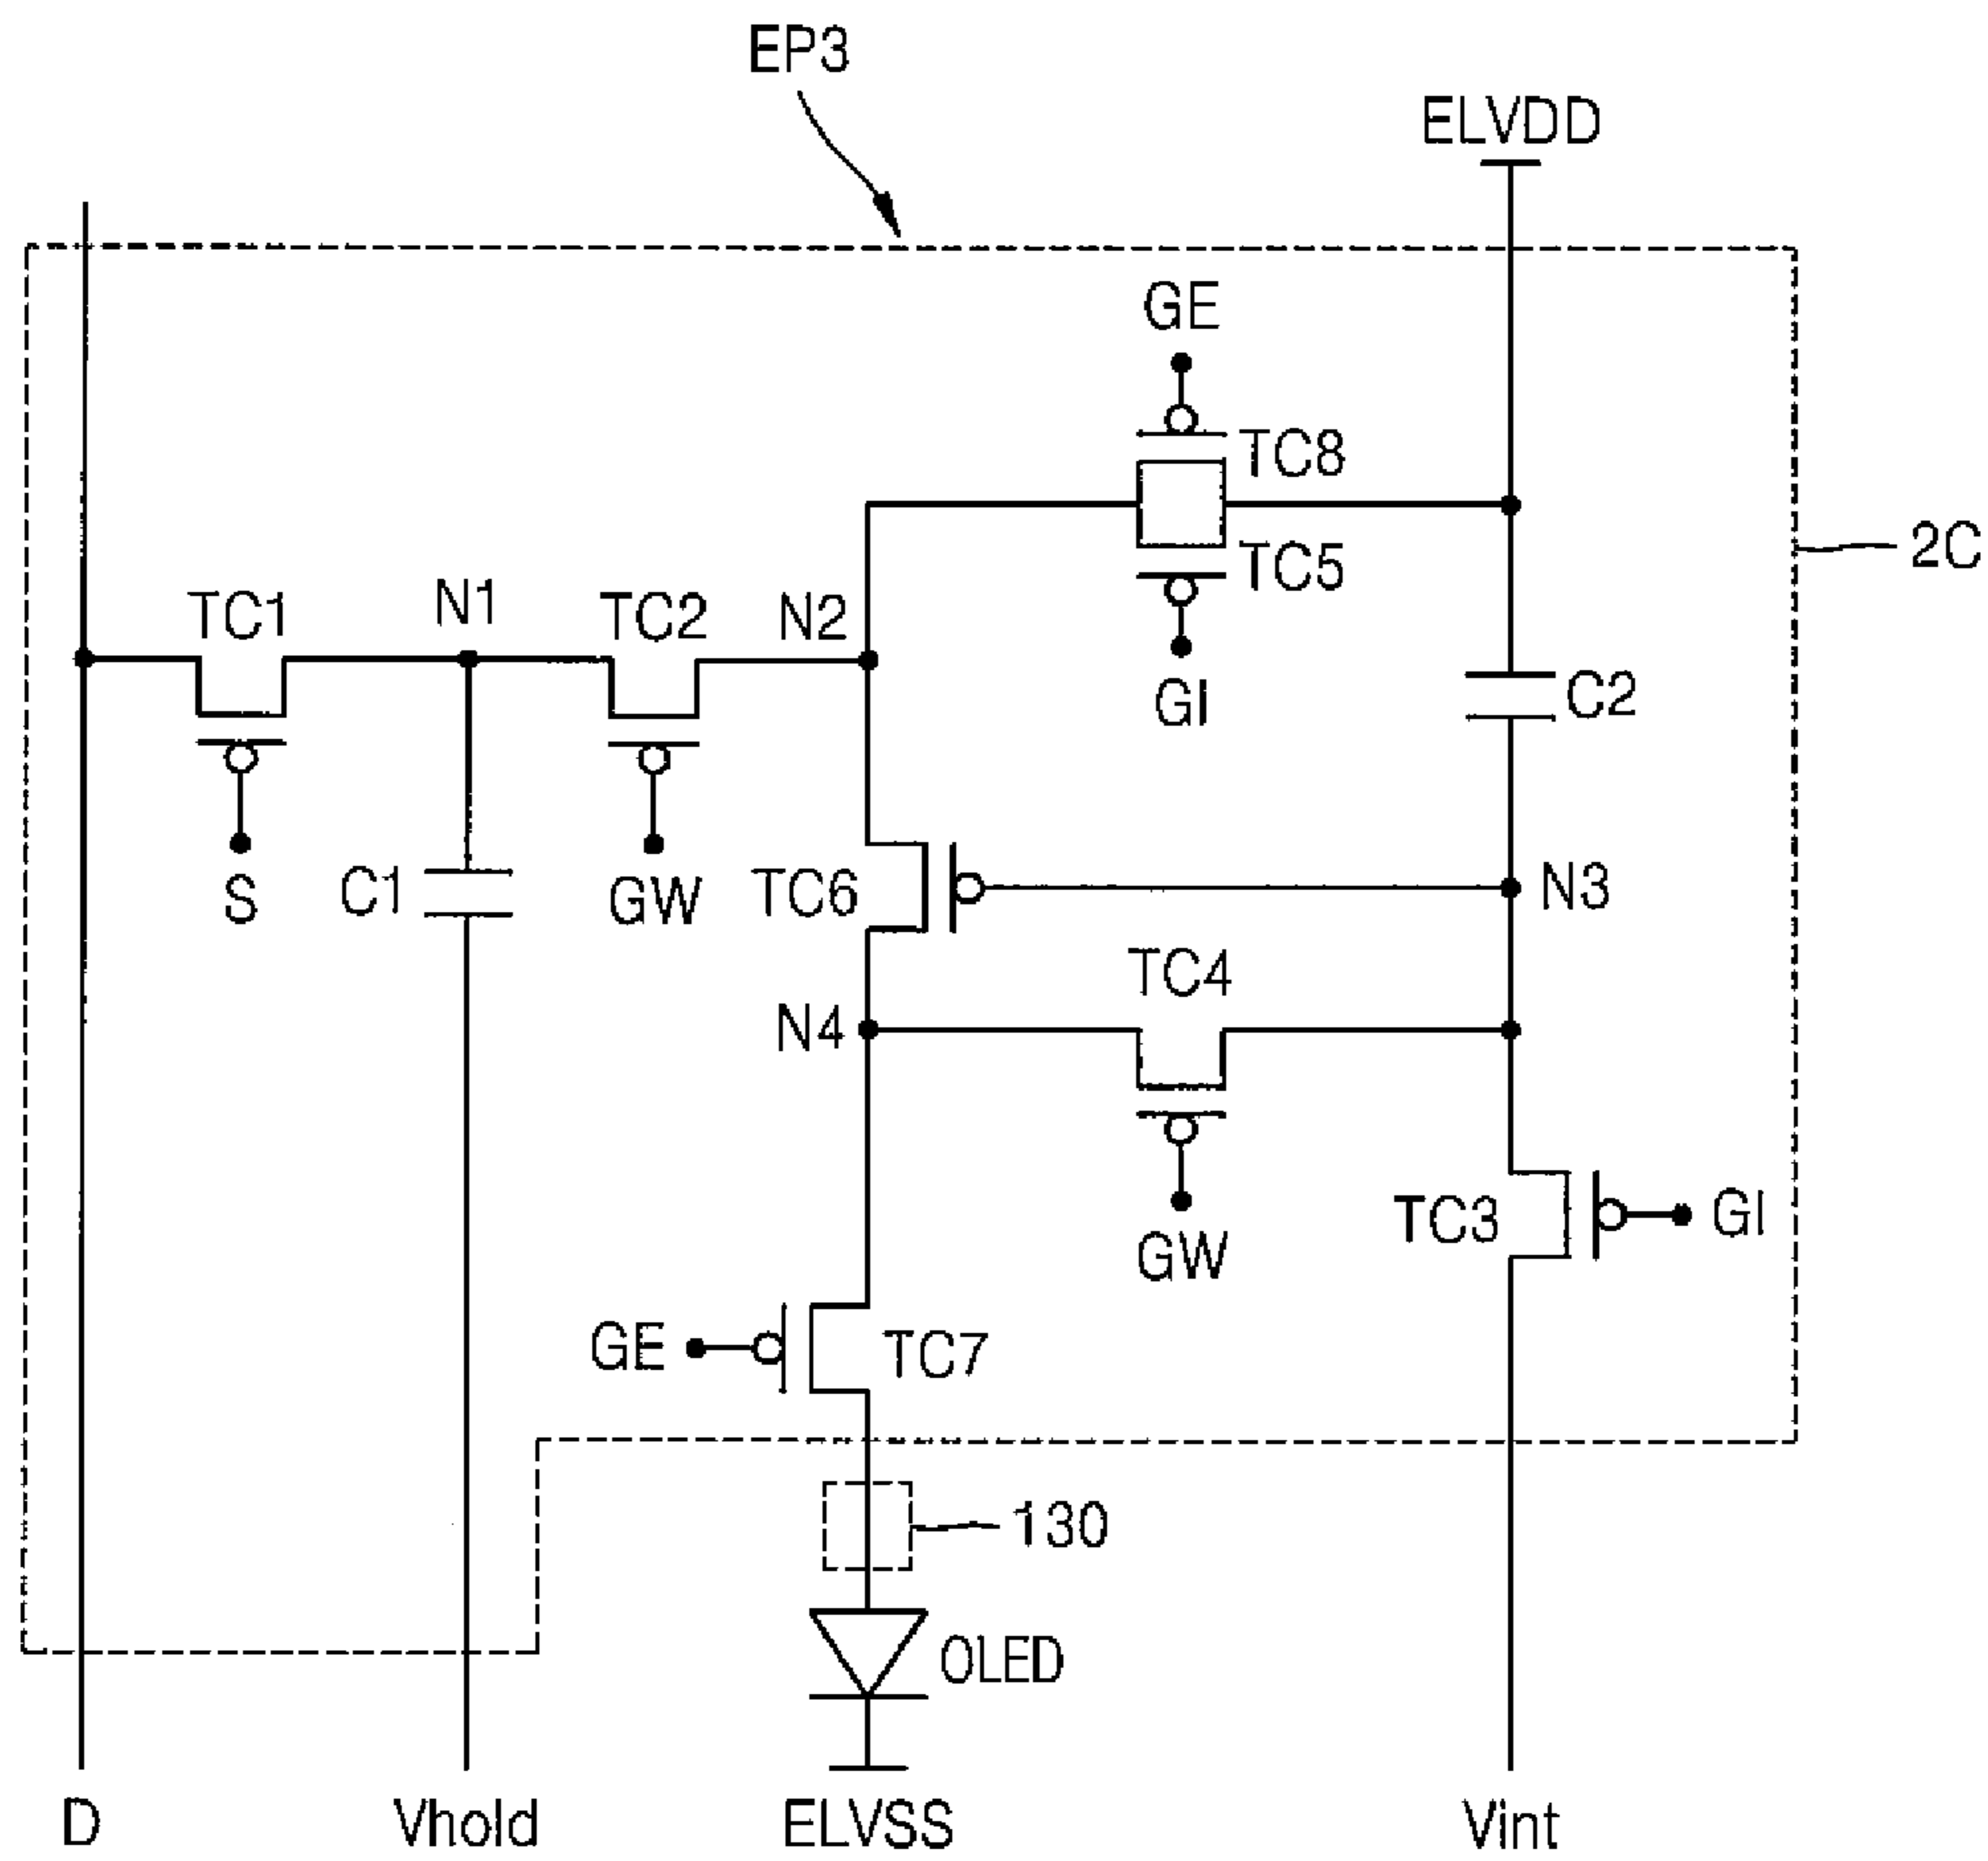 EP3
ELVDD
GE
TC8
TC5
2C
TC1
N1
TC2
N2
GI
C2
S
C1
GW
TC6
N3
TC4
N4
GW
TC3
GI
GE
TC7
130
OLED
D
Vhold
ELVSS
Vint